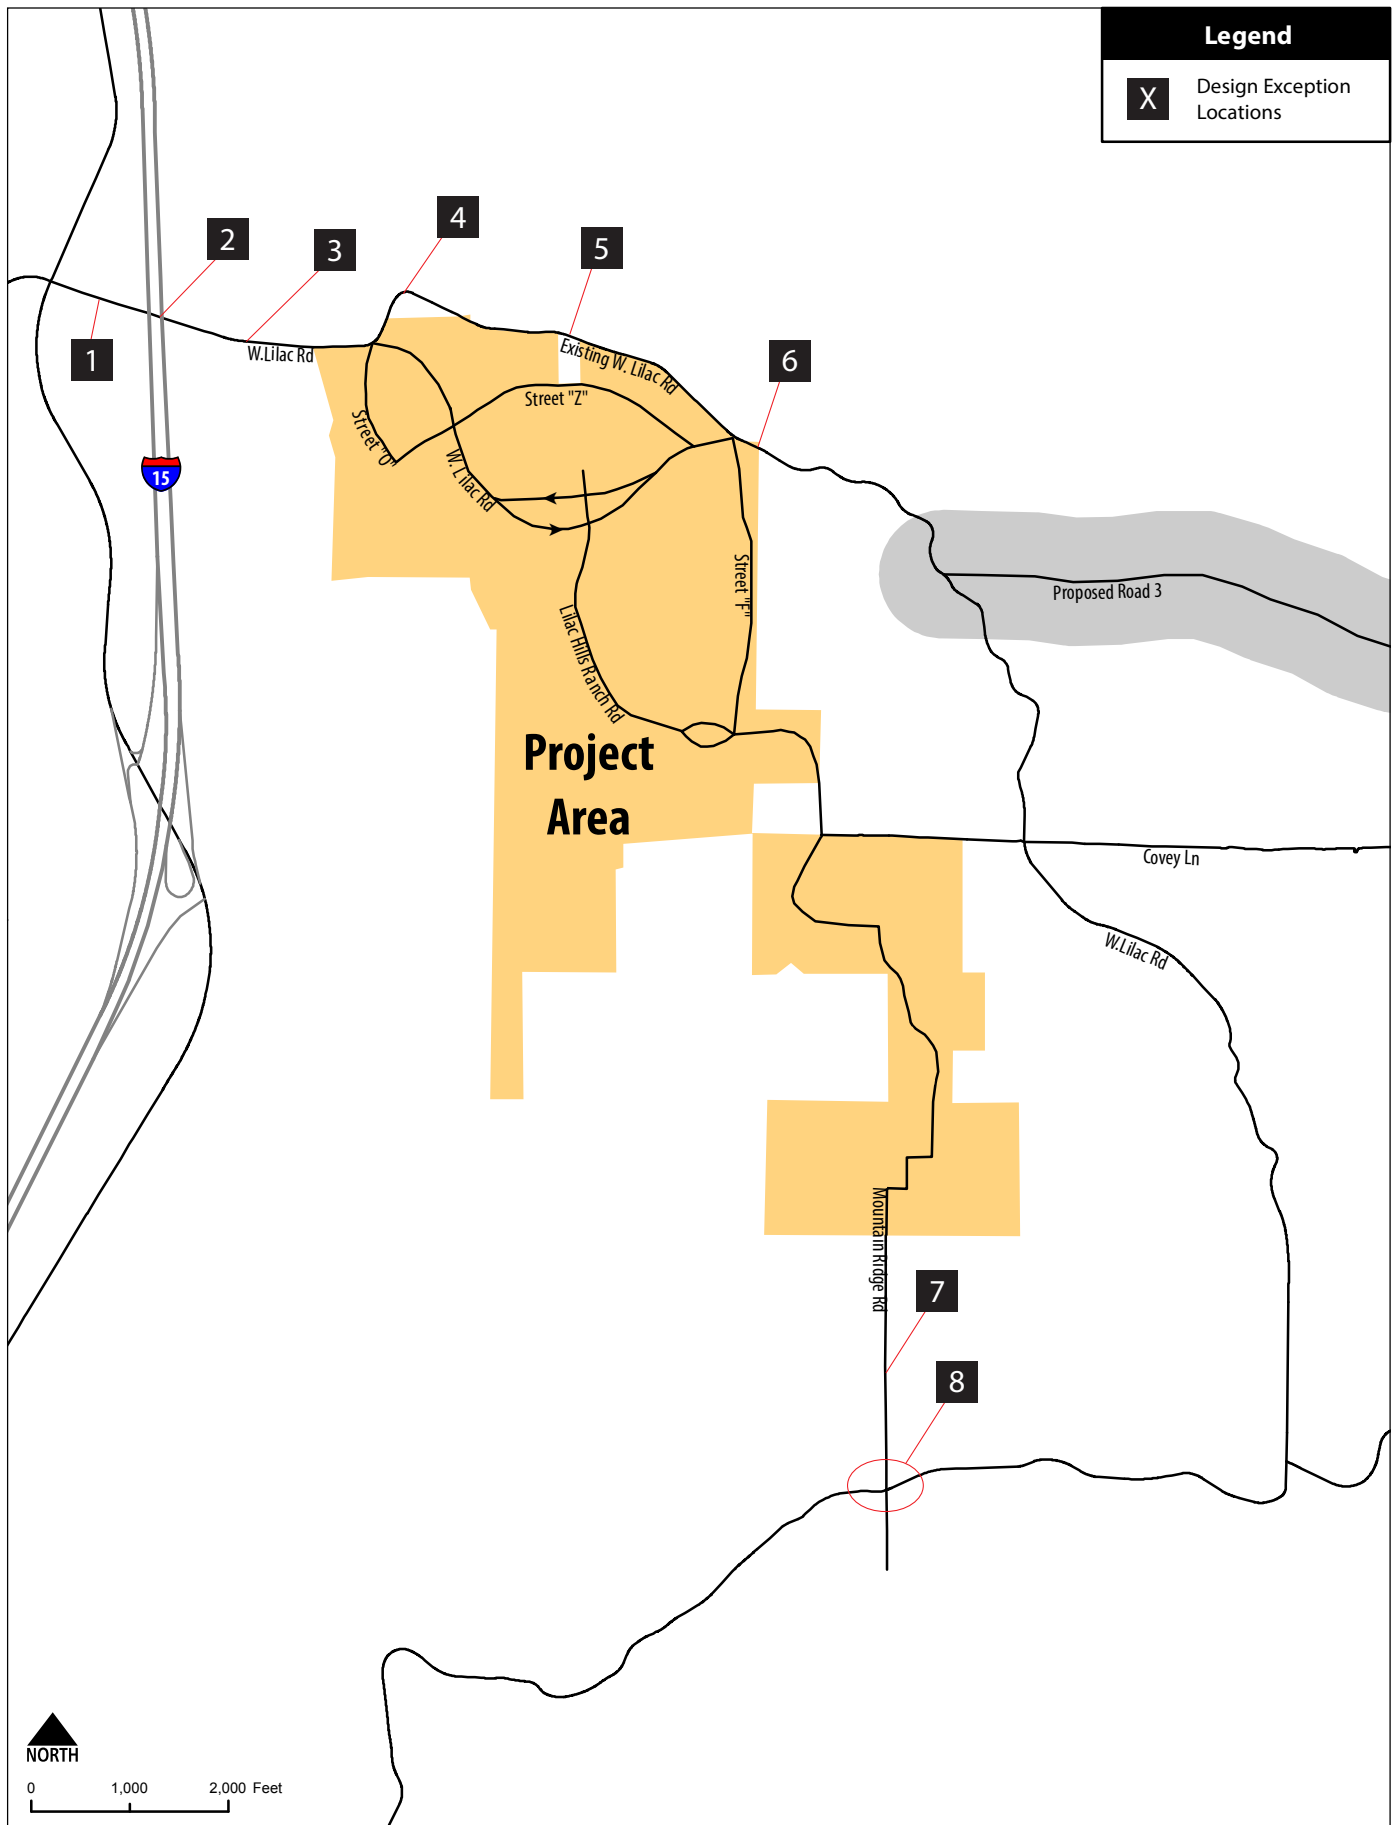 Legend
X
Design Exception
Locations
4
2
3
5
1
W.Lilac Rd
Existing W. Lilac Rd
6
Street "Z"
Street "O"
W. Lilac Rd
15
Street "F"
Proposed Road 3
Lilac Hills Ranch Rd
Project
Area
Covey Ln
W.Lilac Rd
Mountain Ridge Rd
7
8
NORTH
0 1,000 2,000 Feet